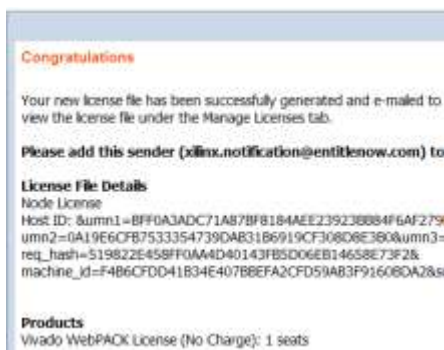 Congratulations
Your new license file has been successfully generated and e-mailed to
view the license file under the Manage Licenses tab.
Please add this sender (xilinx.notification@entitlenow.com) to
License File Details
Node License
Host ID: &umn1=BFF0A3ADC71A87BF8184AEE23923BB84F6AF279
umn2=0A19E6CFB7533354739DAB31B6919CF308D8E3B0&umn3=
req_hash=519822E458FF0AA4D40143FB5D06EB14658E73F2&
machine_id=F4B6CFDD41B34E407BBEFA2CFD59AB3F9160BDA2&s
Products
Vivado WebPACK License (No Charge): 1 seats